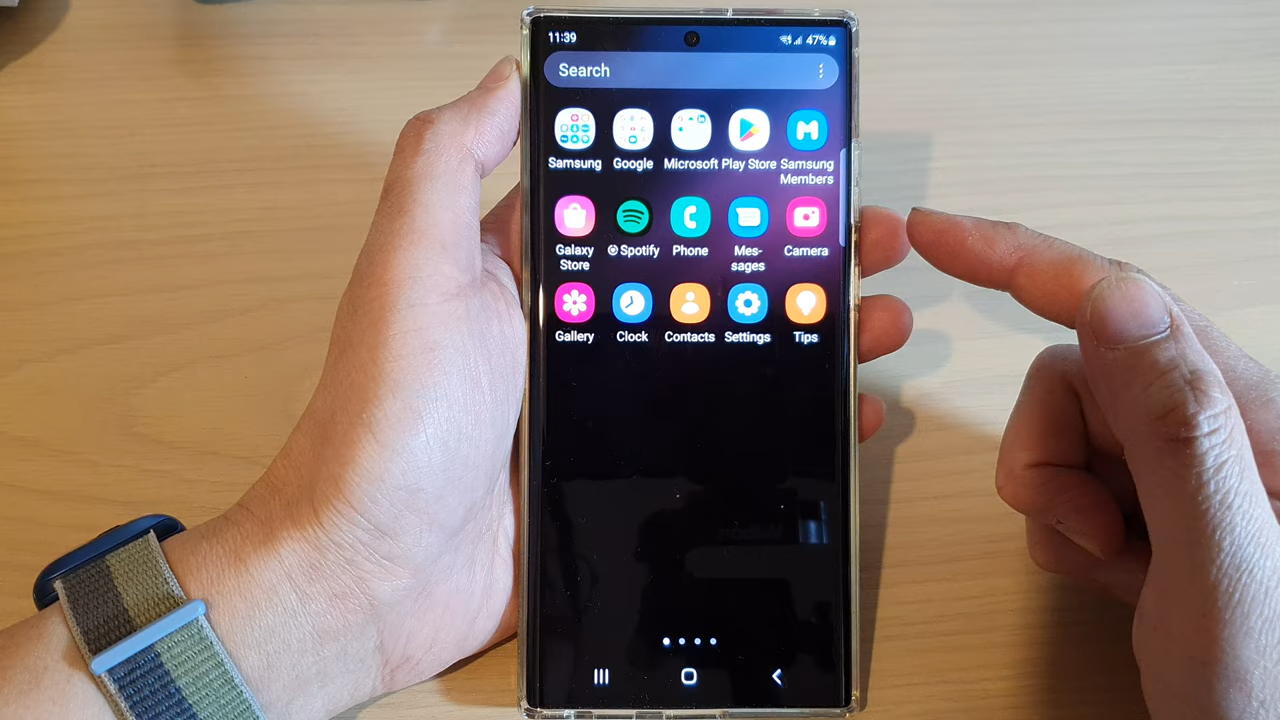 11:39
47%
Search
Samsung Google Microsoft Play Store Samsung
Members
Galaxy Spotify Phone Mes- Camera
Store sages
Gallery Clock Contacts Settings Tips